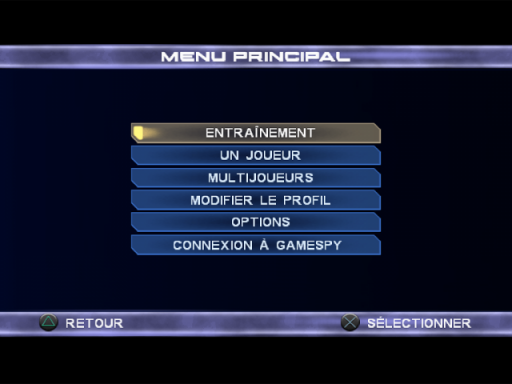 MENU PRINCIPAL
ENTRAÎNEMENT
UN JOUEUR
MULTIJOUEURS
MODIFIER LE PROFIL
OPTIONS
CONNEXION À GAMESPY
RETOUR
SÉLECTIONNER